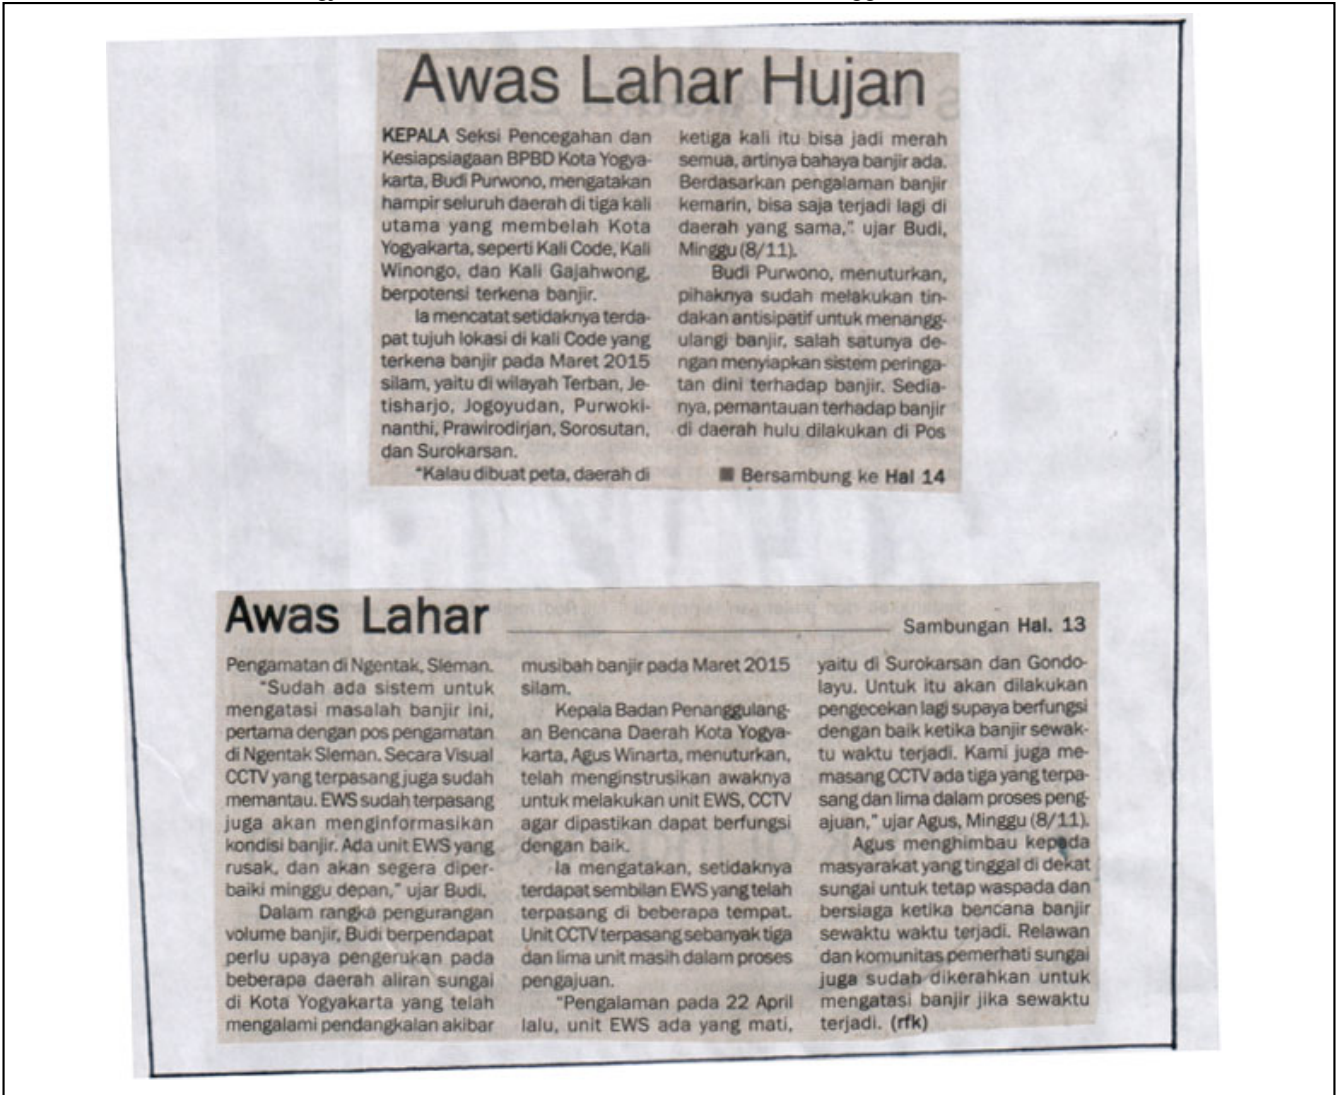 Awas Lahar Hujan
KEPALA Seksi Pencegahan dan
Kesiapsiagaan BPBD Kota Yogya-
karta, Budi Purwono, mengatakan
hampir seluruh daerah di tiga kali
utama yang membelah Kota
Yogyakarta, seperti Kali Code, Kali
Winongo, dan Kali Gajahwong,
berpotensi terkena banjir.
Ia mencatat setidaknya terda-
pat tujuh lokasi di kali Code yang
terkena banjir pada Maret 2015
silam, yaitu di wilayah Terban, Je-
tisharjo, Jogoyudan, Purwoki-
nanthi, Prawirodirjan, Sorosutan,
dan Surokarsan.
"Kalau dibuat peta, daerah di
ketiga kali itu bisa jadi merah
semua, artinya bahaya banjir ada.
Berdasarkan pengalaman banjir
kemarin, bisa saja terjadi lagi di
daerah yang sama," ujar Budi,
Minggu (8/11).
Budi Purwono, menuturkan,
pihaknya sudah melakukan tin-
dakan antisipatif untuk menangg-
ulangi banjir, salah satunya de-
ngan menyiapkan sistem peringa-
tan dini terhadap banjir. Sedia-
nya, pemantauan terhadap banjir
di daerah hulu dilakukan di Pos
■ Bersambung ke Hal 14
Awas Lahar
Sambungan Hal. 13
Pengamatan di Ngentak, Sleman.
"Sudah ada sistem untuk
mengatasi masalah banjir ini,
pertama dengan pos pengamatan
di Ngentak Sleman. Secara Visual
CCTV yang terpasang juga sudah
memantau. EWS sudah terpasang
juga akan menginformasikan
kondisi banjir. Ada unit EWS yang
rusak, dan akan segera diper-
baiki minggu depan," ujar Budi.
Dalam rangka pengurangan
volume banjir, Budi berpendapat
perlu upaya pengerukan pada
beberapa daerah aliran sungai
di Kota Yogyakarta yang telah
mengalami pendangkalan akibar
musibah banjir pada Maret 2015
silam.
Kepala Badan Penanggulang-
an Bencana Daerah Kota Yogya-
karta, Agus Winarta, menuturkan,
telah menginstrusikan awaknya
untuk melakukan unit EWS, CCTV
agar dipastikan dapat berfungsi
dengan baik.
Ia mengatakan, setidaknya
terdapat sembilan EWS yang telah
terpasang di beberapa tempat.
Unit CCTV terpasang sebanyak tiga
dan lima unit masih dalam proses
pengajuan.
"Pengalaman pada 22 April
lalu, unit EWS ada yang mati,
yaitu di Surokarsan dan Gondo-
layu. Untuk itu akan dilakukan
pengecekan lagi supaya berfungsi
dengan baik ketika banjir sewak-
tu waktu terjadi. Kami juga me-
masang CCTV ada tiga yang terpa-
sang dan lima dalam proses peng-
ajuan," ujar Agus, Minggu (8/11).
Agus menghimbau kepada
masyarakat yang tinggal di dekat
sungai untuk tetap waspada dan
bersiaga ketika bencana banjir
sewaktu waktu terjadi. Relawan
dan komunitas pemerhati sungai
juga sudah dikerahkan untuk
mengatasi banjir jika sewaktu
terjadi. (rfk)